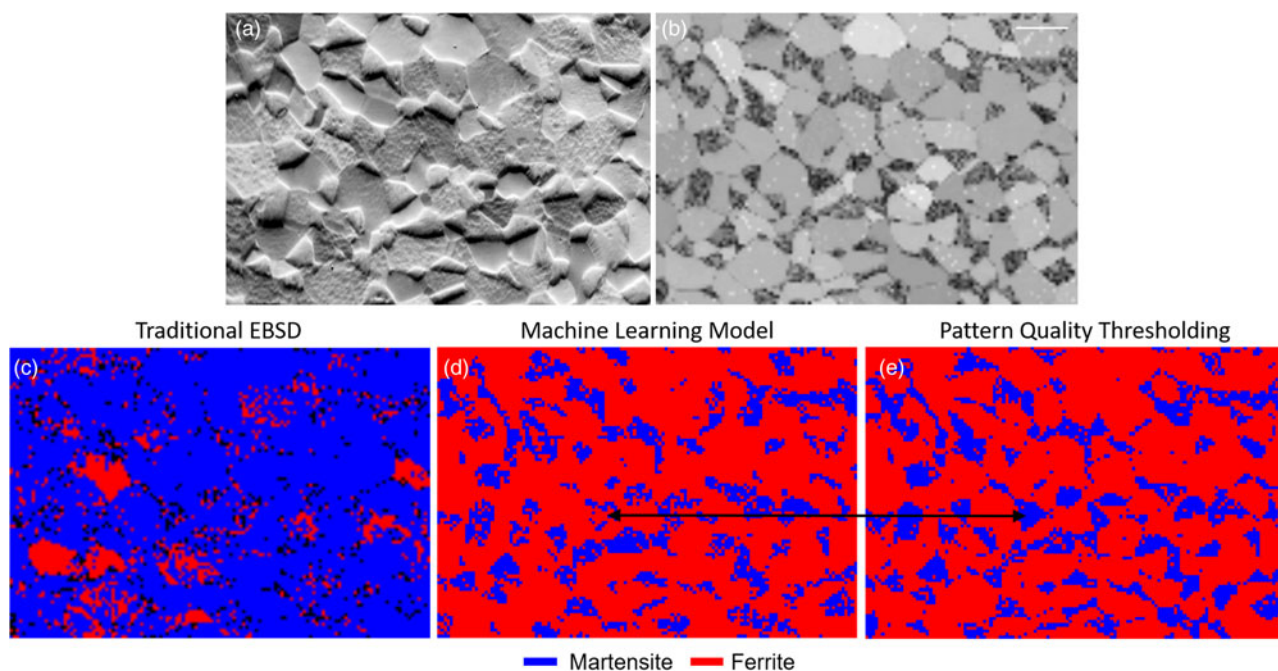 (a) (b)
Traditional EBSD Machine Learning Model Pattern Quality Thresholding
(c) (d) (e)
Martensite Ferrite